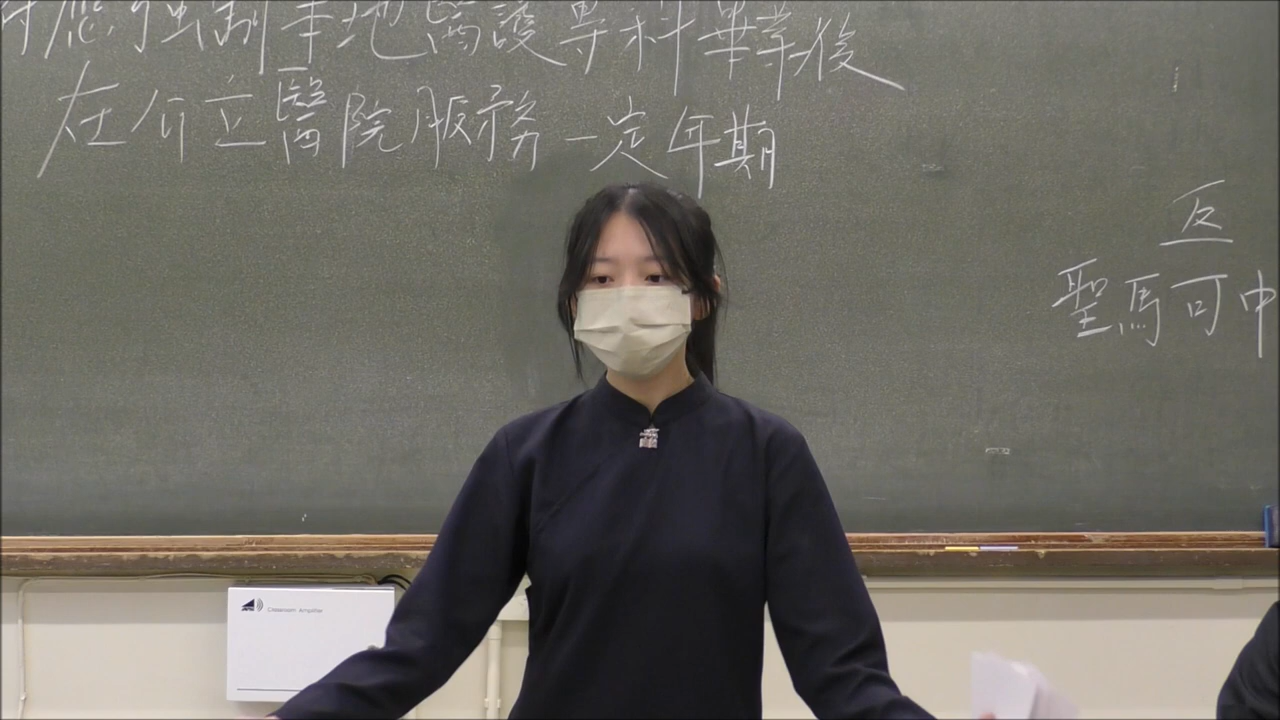 應強制本地醫護專科畢業後
在公立醫院服務一定年期
反
聖馬可中
Classroom Amplifier